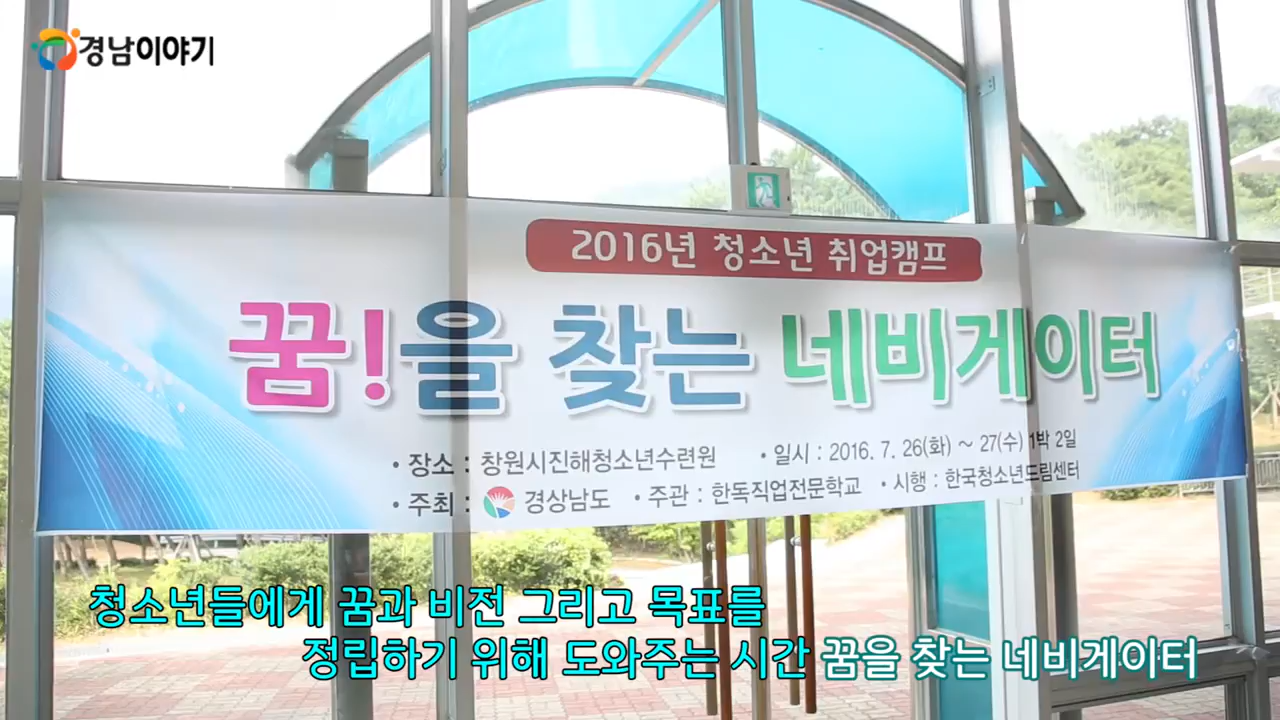 경남이야기
2016년 청소년 취업캠프
꿈!을 찾는 네비게이터
• 장소 : 창원시진해청소년수련원 • 일시 : 2016. 7. 26(화) ~ 27(수) 1박 2일
• 주최 : 경상남도 • 주관 : 한독직업전문학교 • 시행 : 한국청소년드림센터
청소년들에게 꿈과 비전 그리고 목표를
정립하기 위해 도와주는 시간 꿈을 찾는 네비게이터